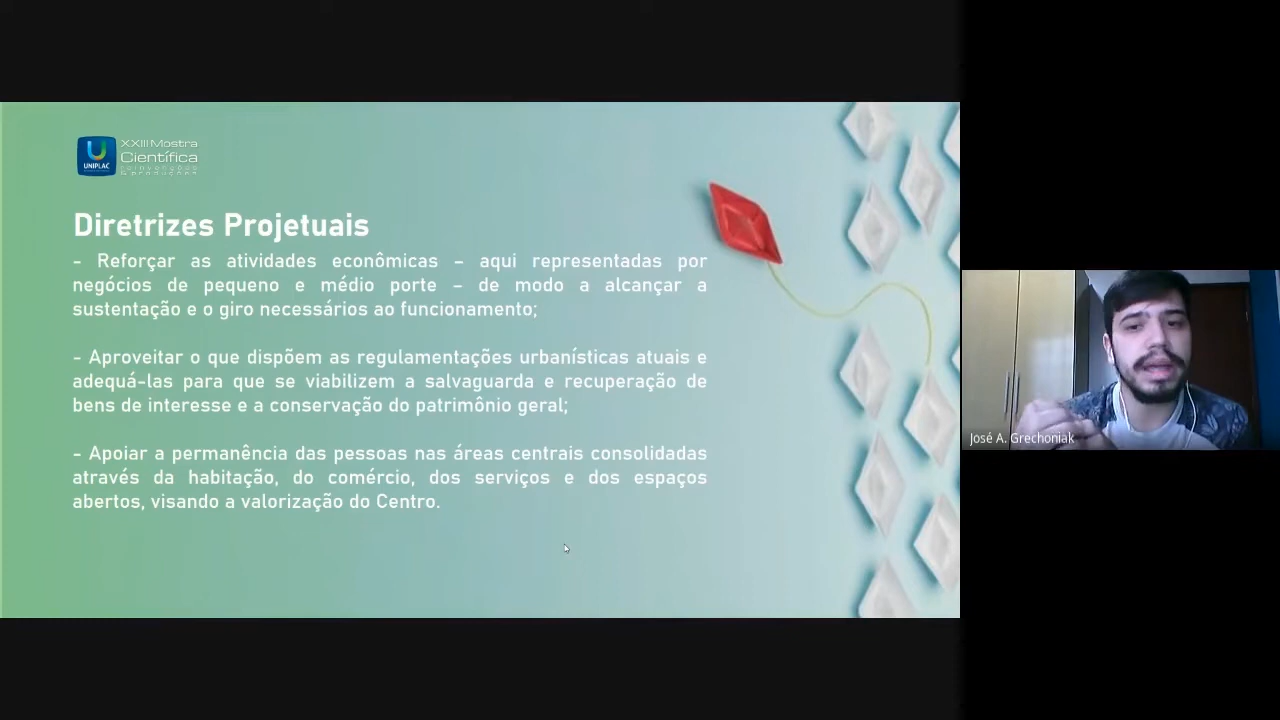 XXIII Mostra
Científica
UNIPLAC
Diretrizes Projetuais
- Reforçar as atividades econômicas – aqui representadas por
negócios de pequeno e médio porte – de modo a alcançar a
sustentação e o giro necessários ao funcionamento;
- Aproveitar o que dispõem as regulamentações urbanísticas atuais e
adequá-las para que se viabilizem a salvaguarda e recuperação de
bens de interesse e a conservação do patrimônio geral;
- Apoiar a permanência das pessoas nas áreas centrais consolidadas
através da habitação, do comércio, dos serviços e dos espaços
abertos, visando a valorização do Centro.
José A. Grechoniak